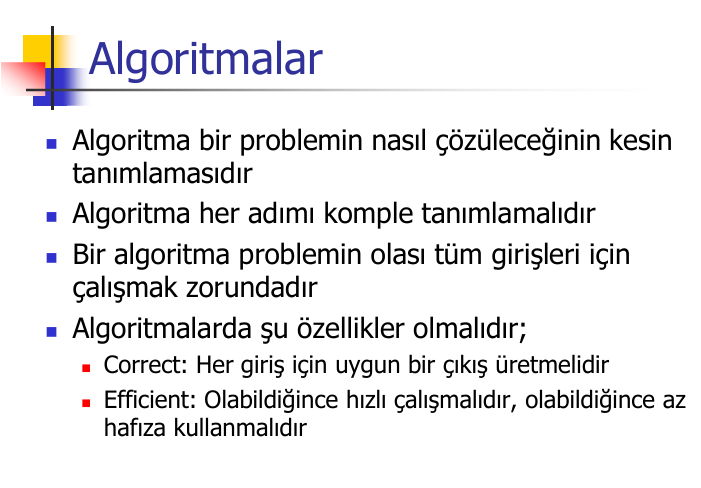 Algoritmalar
Algoritma bir problemin nasıl çözüleceğinin kesin
tanımlamasıdır
Algoritma her adımı komple tanımlamalıdır
Bir algoritma problemin olası tüm girişleri için
çalışmak zorundadır
Algoritmalarda şu özellikler olmalıdır;
Correct: Her giriş için uygun bir çıkış üretmelidir
Efficient: Olabildiğince hızlı çalışmalıdır, olabildiğince az
hafıza kullanmalıdır